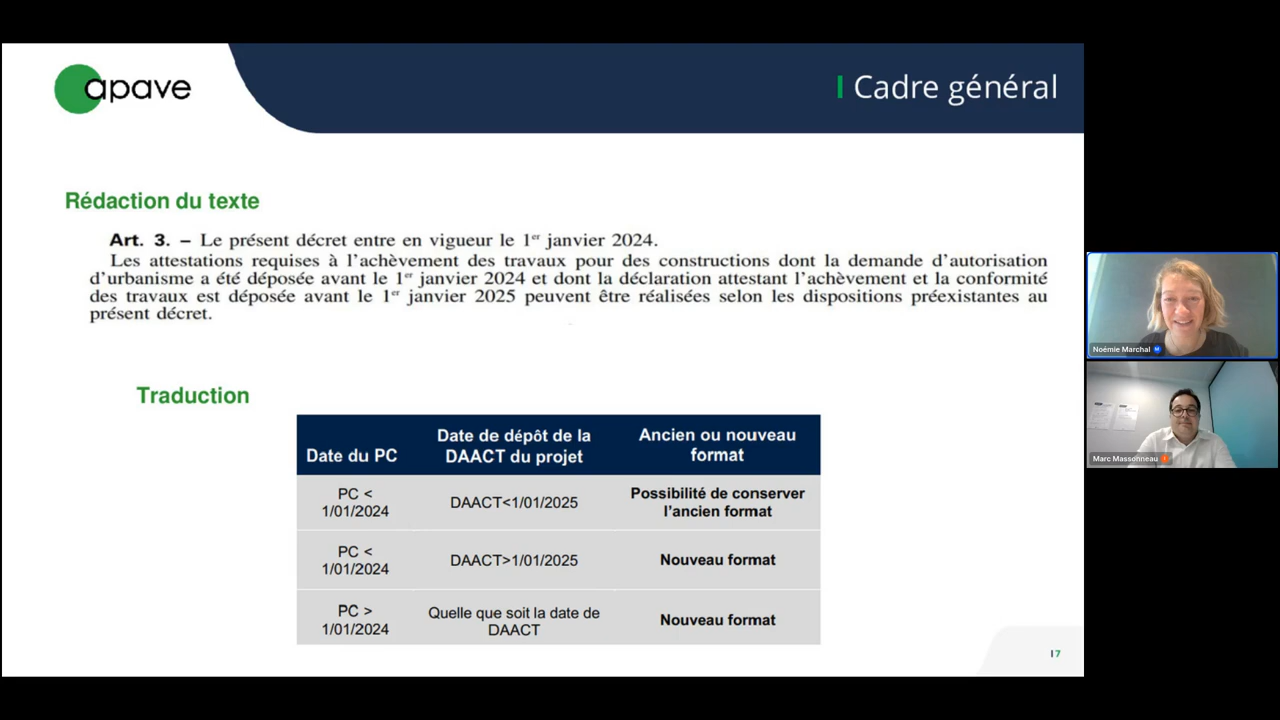 apave
Cadre général
Rédaction du texte
Art. 3. – Le présent décret entre en vigueur le 1er janvier 2024.
Les attestations requises à l'achèvement des travaux pour des constructions dont la demande d'autorisation
d'urbanisme a été déposée avant le 1er janvier 2024 et dont la déclaration attestant l'achèvement et la conformité
des travaux est déposée avant le 1er janvier 2025 peuvent être réalisées selon les dispositions préexistantes au
présent décret.
Traduction
Date du PC
Date de dépôt de la
DAACT du projet
Ancien ou nouveau
format
PC <
1/01/2024
DAACT<1/01/2025
Possibilité de conserver
l'ancien format
PC <
1/01/2024
DAACT>1/01/2025
Nouveau format
PC >
1/01/2024
Quelle que soit la date de
DAACT
Nouveau format
7
Noémie Marchal
Marc Massonneau